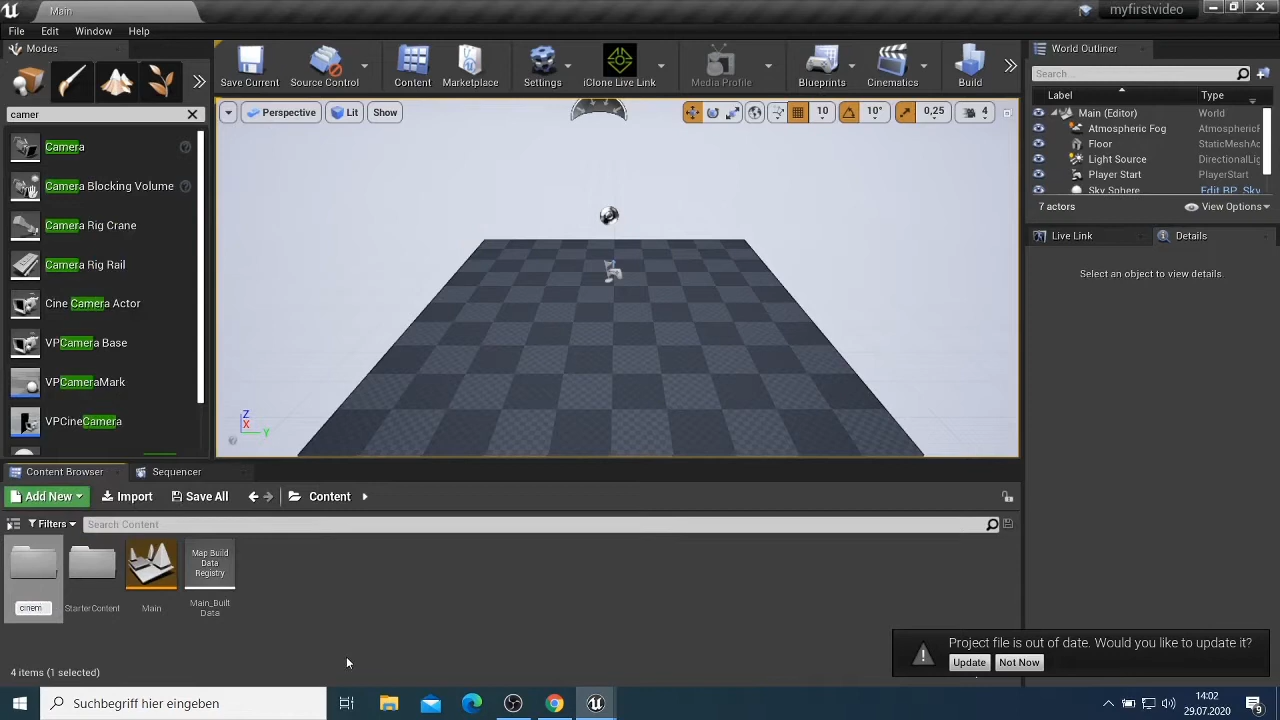 Main
myfirstvideo
File Edit Window Help
Modes
camer
Camera
Camera Blocking Volume
Camera Rig Crane
Camera Rig Rail
Cine Camera Actor
VPCamera Base
VPCameraMark
VPCineCamera
Save Current Source Control Content Marketplace Settings iClone Live Link Media Profile Blueprints Cinematics Build
Perspective Lit Show 10 10° 0,25 4
Z
X
Y
World Outliner
Search...
Label Type
Main (Editor) World
Atmospheric Fog Atmospheric
Floor StaticMeshAc
Light Source DirectionalLig
Player Start PlayerStart
Sky Sphere Edit BP_Sky
7 actors View Options
Live Link Details
Select an object to view details.
Content Browser Sequencer
Add New Import Save All Content
Filters Search Content
Map Build
Data
Registry
cinem StarterContent Main Main_Built
Data
4 items (1 selected)
Project file is out of date. Would you like to update it?
Update Not Now
Suchbegriff hier eingeben
14:02
29.07.2020
9